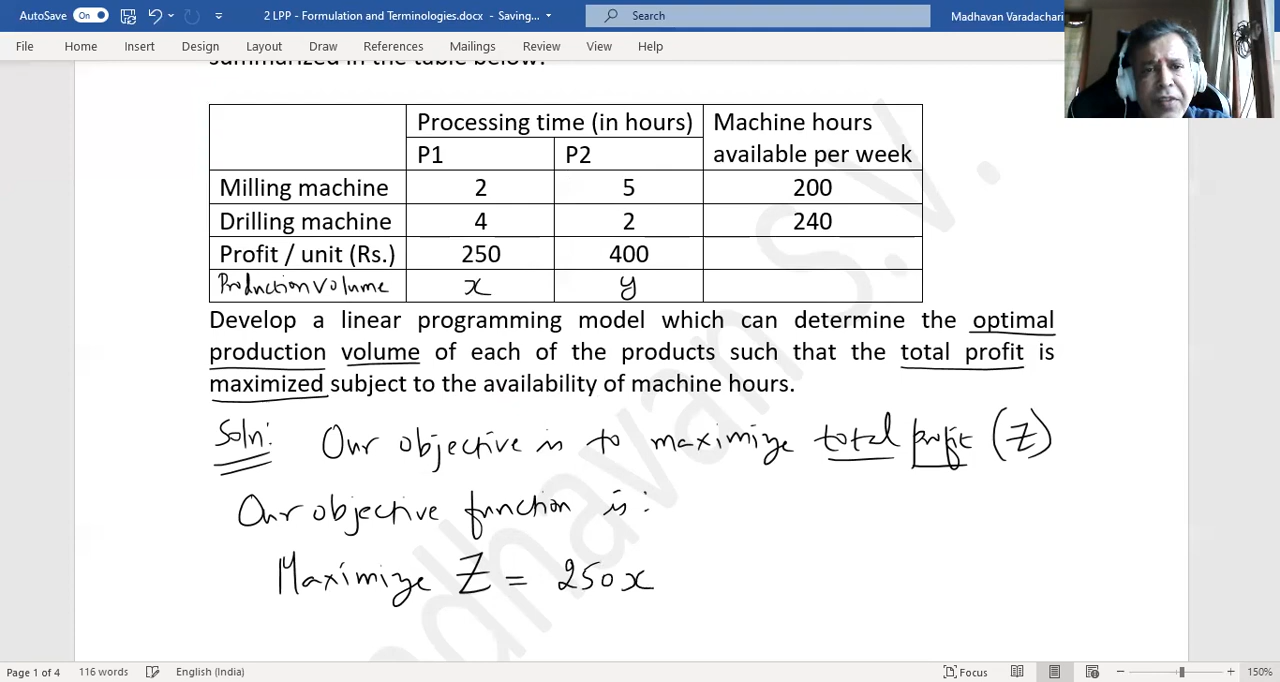 AutoSave On 2 LPP - Formulation and Terminologies.docx - Saving... Search Madhavan Varadachari
File Home Insert Design Layout Draw References Mailings Review View Help
summarized in the table below:
Processing time (in hours) Machine hours available per week
P1 P2
Milling machine 2 5 200
Drilling machine 4 2 240
Profit / unit (Rs.) 250 400
Production Volume x y
Develop a linear programming model which can determine the optimal
production volume of each of the products such that the total profit is
maximized subject to the availability of machine hours.
Soln: Our objective is to maximize total profit (Z)
Our objective function is:
Maximize Z = 250x
adhavan S.V.
Page 1 of 4 116 words English (India) Focus 150%